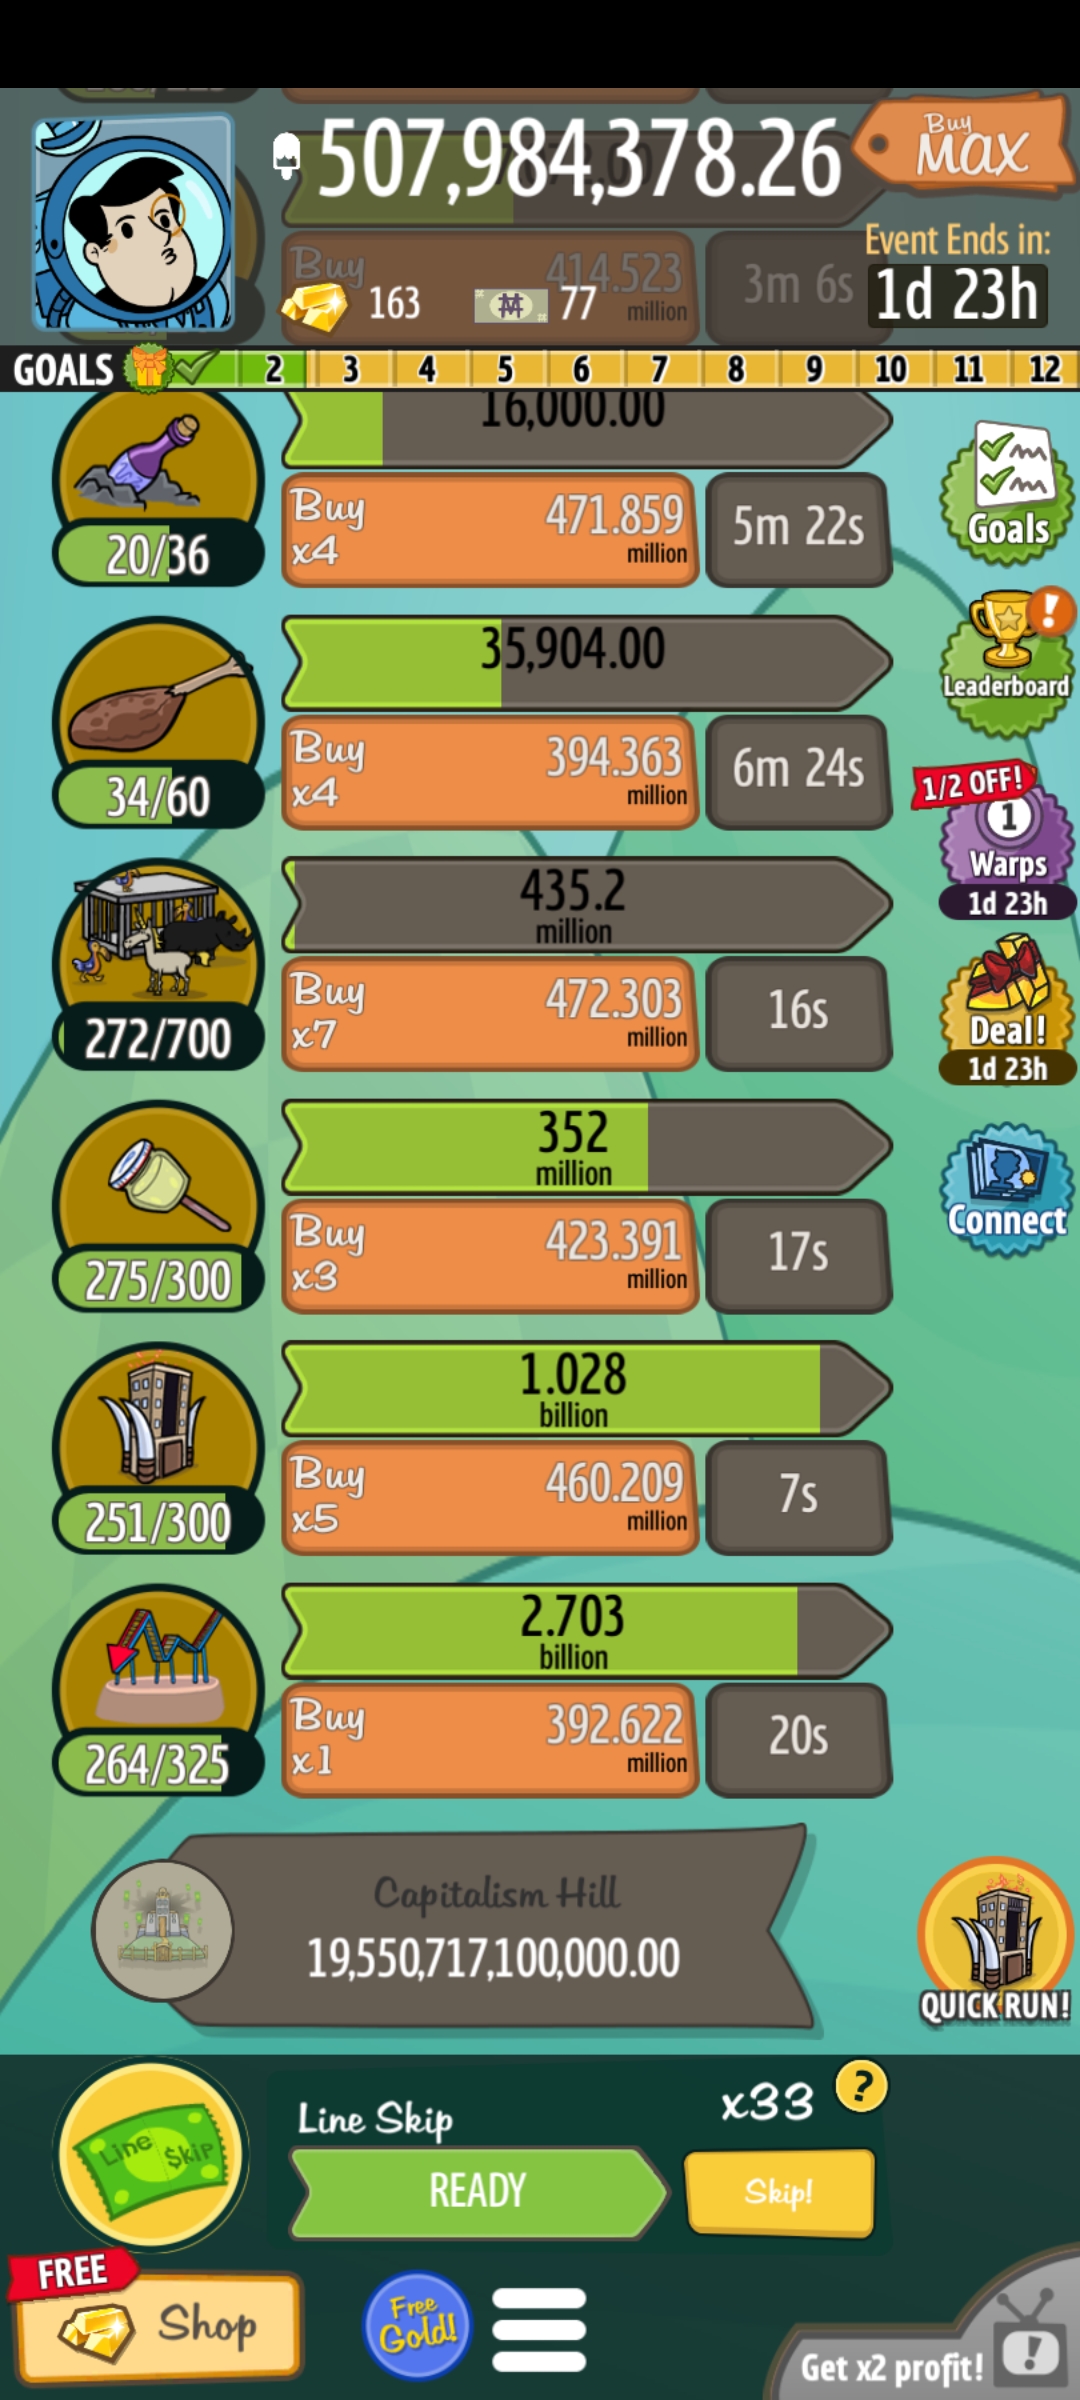 507,984,378.26
Buy
MAX
Event Ends in:
1d 23h
Buy
414.523
million
3m 6s
163
77
GOALS 2 3 4 5 6 7 8 9 10 11 12
16,000.00
20/36
Buy
x4
471.859
million
5m 22s
Goals
35,904.00
34/60
Buy
x4
394.363
million
6m 24s
!
Leaderboard
1/2 OFF!
1
Warps
1d 23h
435.2
million
272/700
Buy
x7
472.303
million
16s
Deal!
1d 23h
352
million
275/300
Buy
x3
423.391
million
17s
Connect
1.028
billion
251/300
Buy
x5
460.209
million
7s
2.703
billion
264/325
Buy
x1
392.622
million
20s
Capitalism Hill
19,550,717,100,000.00
QUICK RUN!
Line $kip
Line Skip
x33
?
READY
Skip!
FREE
Shop
Free
Gold!
Get x2 profit!
!